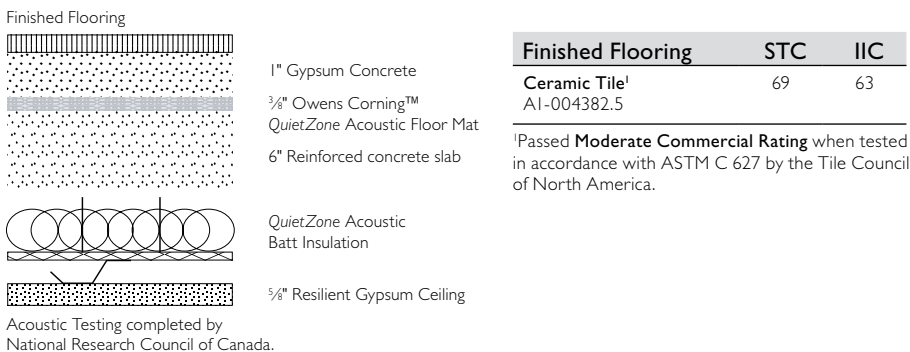 Finished Flooring
1" Gypsum Concrete
⅜" Owens Corning™
QuietZone Acoustic Floor Mat
6" Reinforced concrete slab
QuietZone Acoustic
Batt Insulation
⅝" Resilient Gypsum Ceiling
Acoustic Testing completed by
National Research Council of Canada.
Finished Flooring STC IIC
Ceramic Tile¹ 69 63
A1-004382.5
¹Passed Moderate Commercial Rating when tested
in accordance with ASTM C 627 by the Tile Council
of North America.